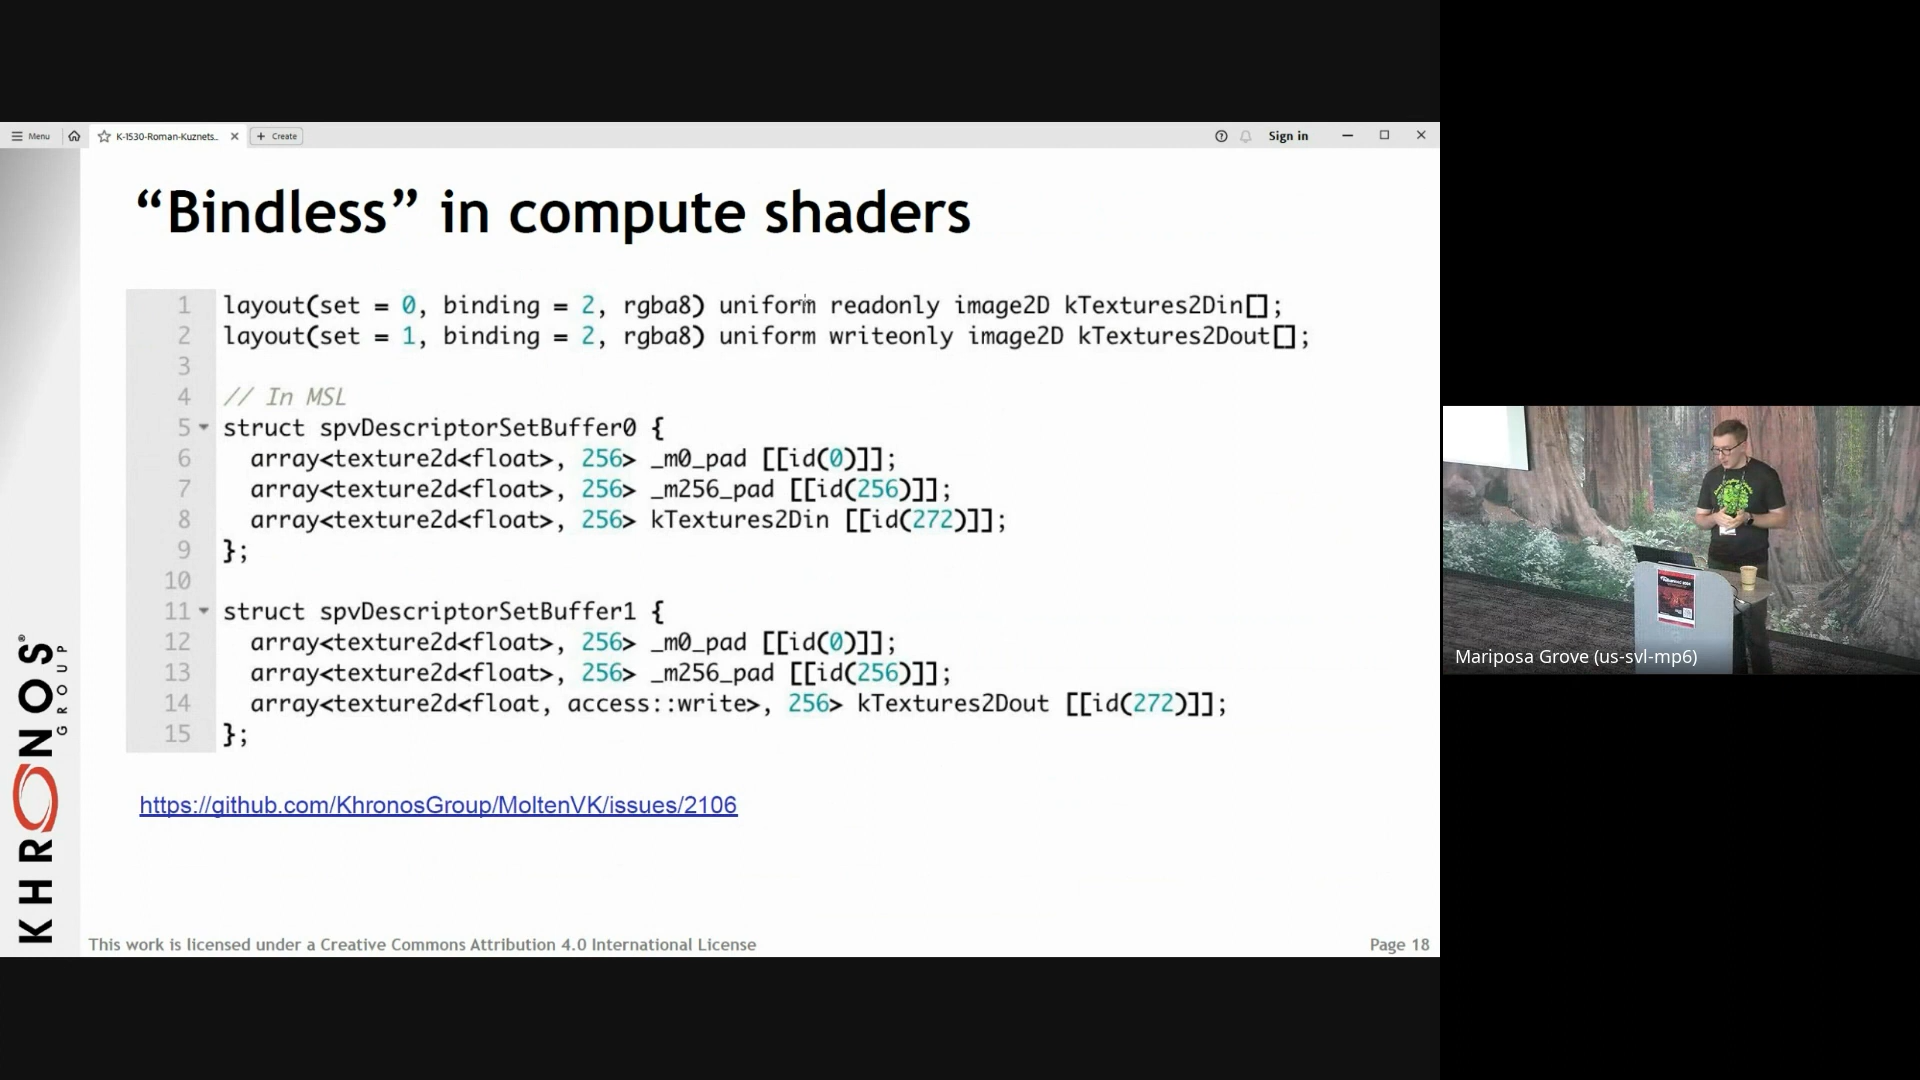 Menu
K-1530-Roman-Kuznets..
+ Create
Sign in
“Bindless” in compute shaders
1 layout(set = 0, binding = 2, rgba8) uniform readonly image2D kTextures2Din[];
2 layout(set = 1, binding = 2, rgba8) uniform writeonly image2D kTextures2Dout[];
3
4 // In MSL
5 struct spvDescriptorSetBuffer0 {
6 array<texture2d<float>, 256> _m0_pad [[id(0)]];
7 array<texture2d<float>, 256> _m256_pad [[id(256)]];
8 array<texture2d<float>, 256> kTextures2Din [[id(272)]];
9 };
10
11 struct spvDescriptorSetBuffer1 {
12 array<texture2d<float>, 256> _m0_pad [[id(0)]];
13 array<texture2d<float>, 256> _m256_pad [[id(256)]];
14 array<texture2d<float, access::write>, 256> kTextures2Dout [[id(272)]];
15 };
https://github.com/KhronosGroup/MoltenVK/issues/2106
KHRONOS®
GROUP
This work is licensed under a Creative Commons Attribution 4.0 International License
Page 18
Mariposa Grove (us-svl-mp6)